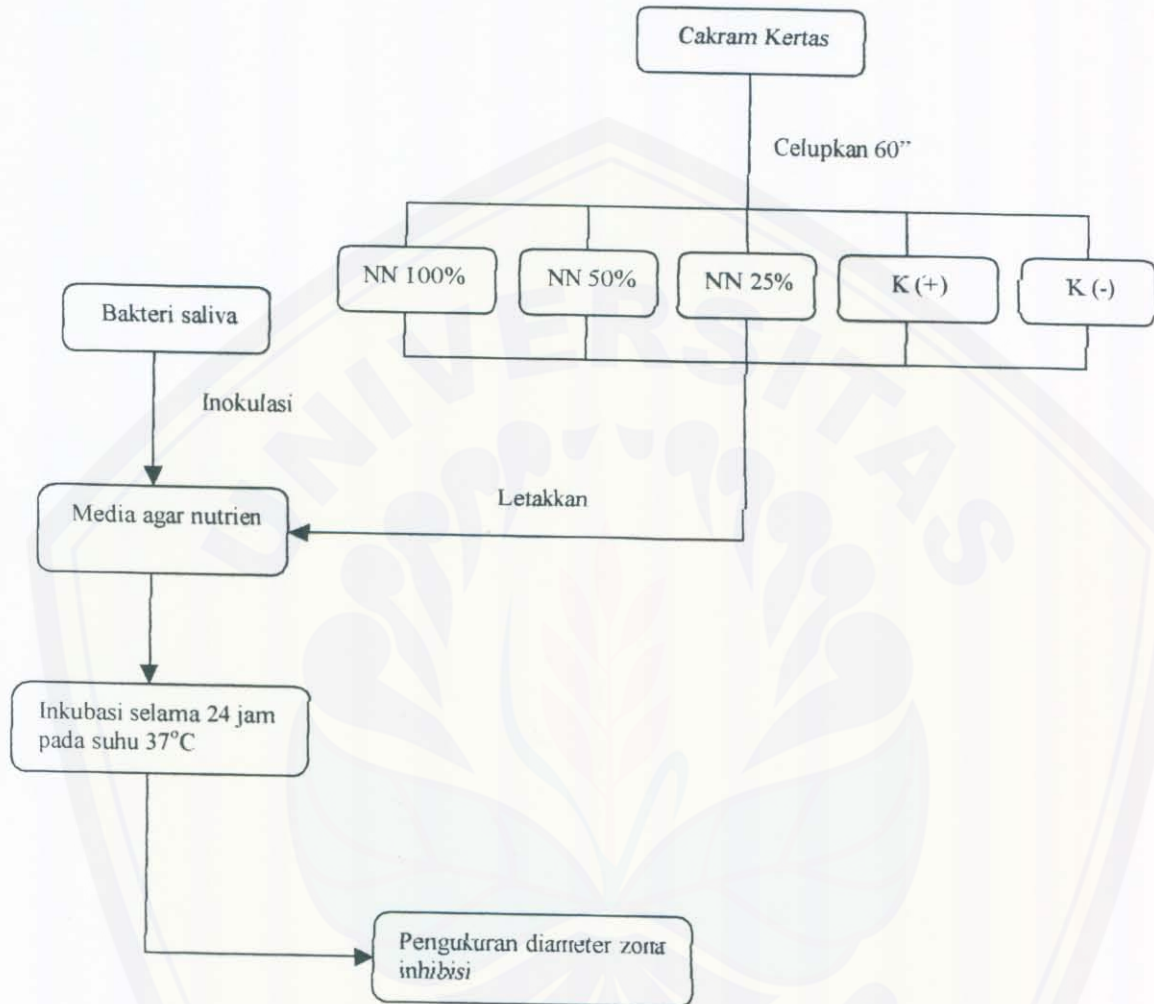 Cakram Kertas
Celupkan 60”
NN 100%
NN 50%
NN 25%
K (+)
K (-)
Bakteri saliva
Inokulasi
Media agar nutrien
Letakkan
Inkubasi selama 24 jam
pada suhu 37°C
Pengukuran diameter zona
inhibisi
UNIVERSITAS